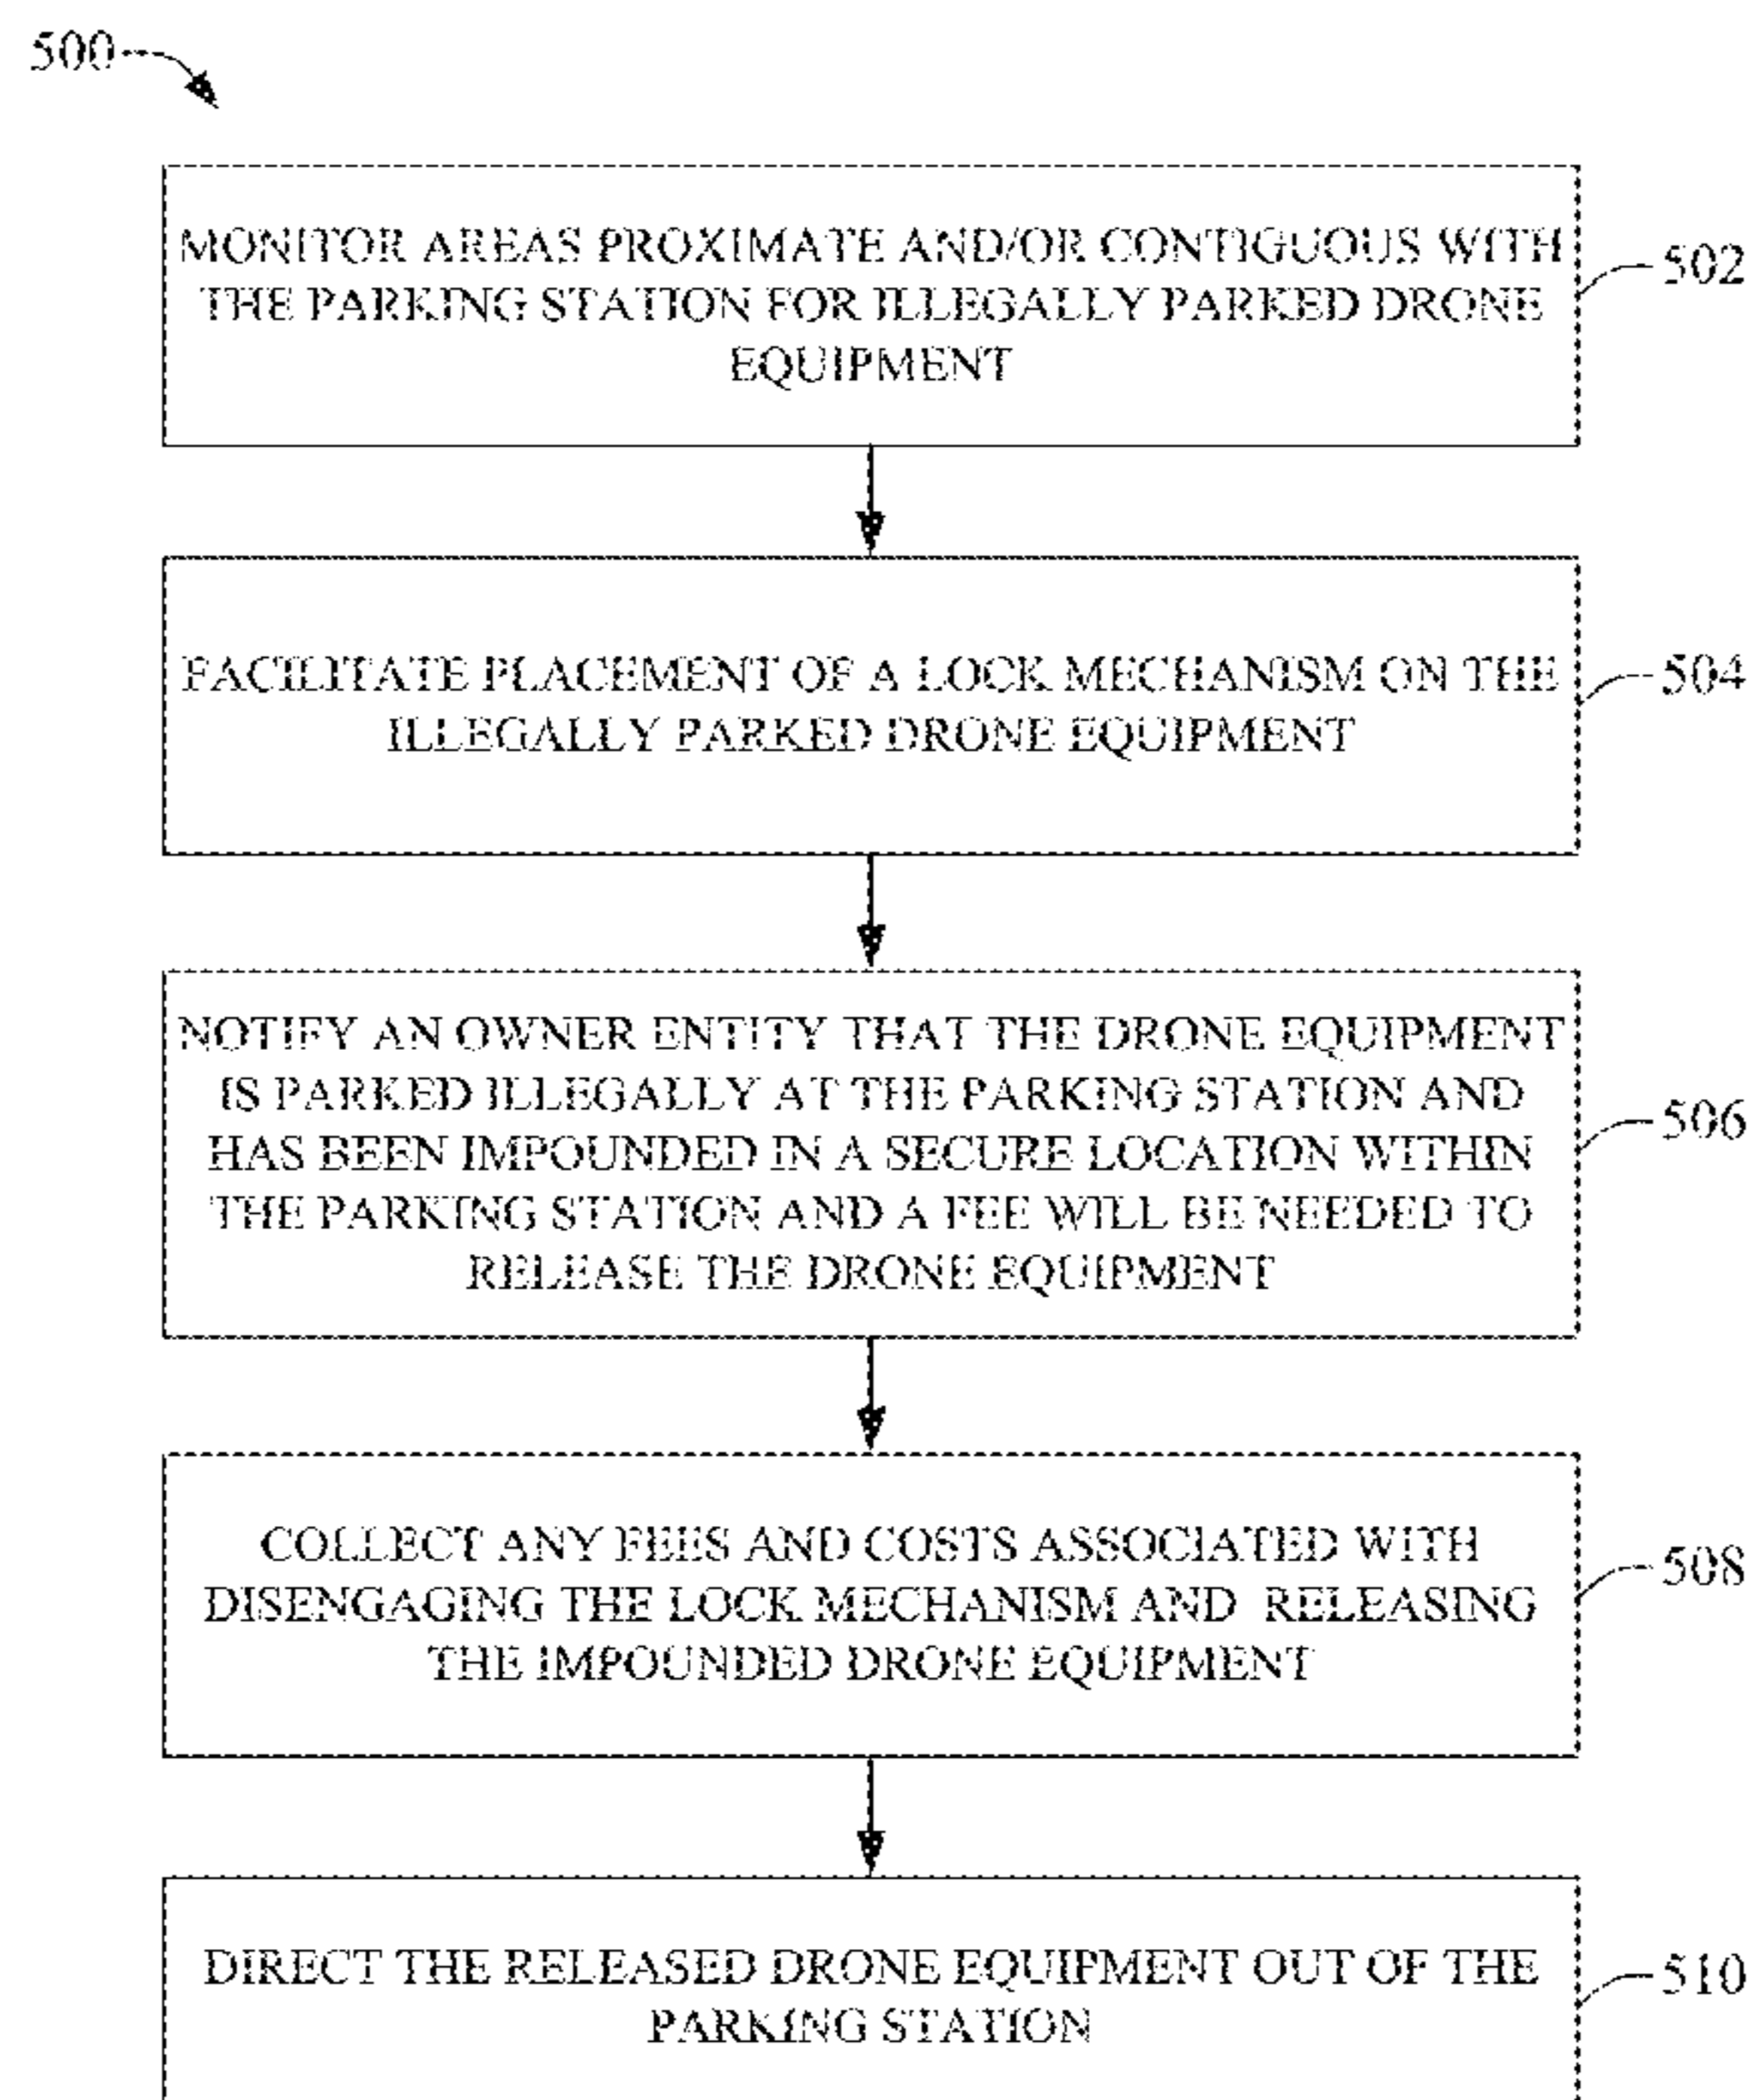 500
MONITOR AREAS PROXIMATE AND/OR CONTIGUOUS WITH
THE PARKING STATION FOR ILLEGALLY PARKED DRONE
EQUIPMENT
502
FACILITATE PLACEMENT OF A LOCK MECHANISM ON THE
ILLEGALLY PARKED DRONE EQUIPMENT
504
NOTIFY AN OWNER ENTITY THAT THE DRONE EQUIPMENT
IS PARKED ILLEGALLY AT THE PARKING STATION AND
HAS BEEN IMPOUNDED IN A SECURE LOCATION WITHIN
THE PARKING STATION AND A FEE WILL BE NEEDED TO
RELEASE THE DRONE EQUIPMENT
506
COLLECT ANY FEES AND COSTS ASSOCIATED WITH
DISENGAGING THE LOCK MECHANISM AND RELEASING
THE IMPOUNDED DRONE EQUIPMENT
508
DIRECT THE RELEASED DRONE EQUIPMENT OUT OF THE
PARKING STATION
510